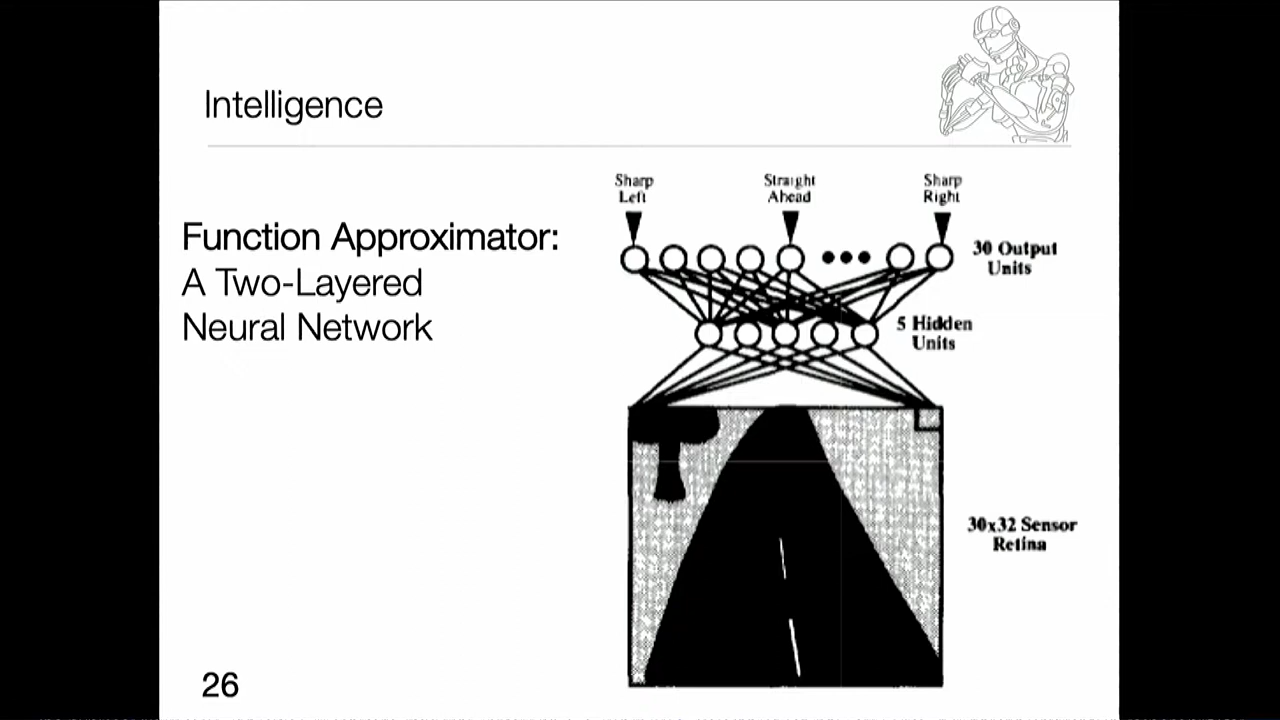 Intelligence
Function Approximator:
A Two-Layered
Neural Network
Sharp
Left
Straight
Ahead
Sharp
Right
30 Output
Units
5 Hidden
Units
30x32 Sensor
Retina
26